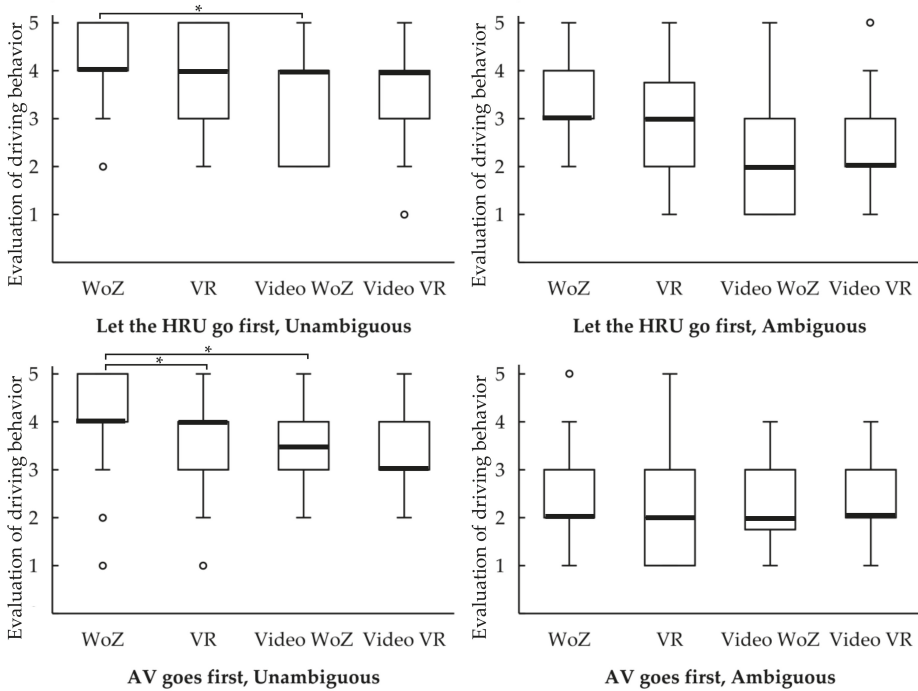 *
Evaluation of driving behavior
5
4
3
2
1
WoZ VR Video WoZ Video VR
Let the HRU go first, Unambiguous
Evaluation of driving behavior
5
4
3
2
1
WoZ VR Video WoZ Video VR
Let the HRU go first, Ambiguous
*
*
Evaluation of driving behavior
5
4
3
2
1
WoZ VR Video WoZ Video VR
AV goes first, Unambiguous
Evaluation of driving behavior
5
4
3
2
1
WoZ VR Video WoZ Video VR
AV goes first, Ambiguous